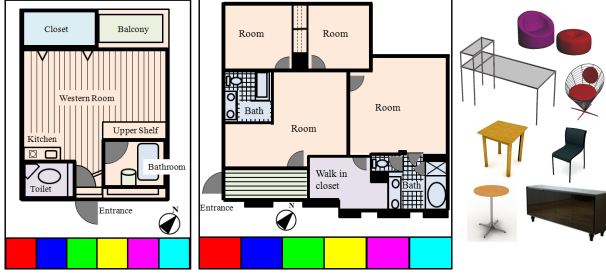 Closet
Balcony
Western Room
Upper Shelf
Kitchen
Bathroom
Toilet
Entrance
N
Room
Room
Bath
Room
Room
Walk in
closet
Bath
Entrance
N